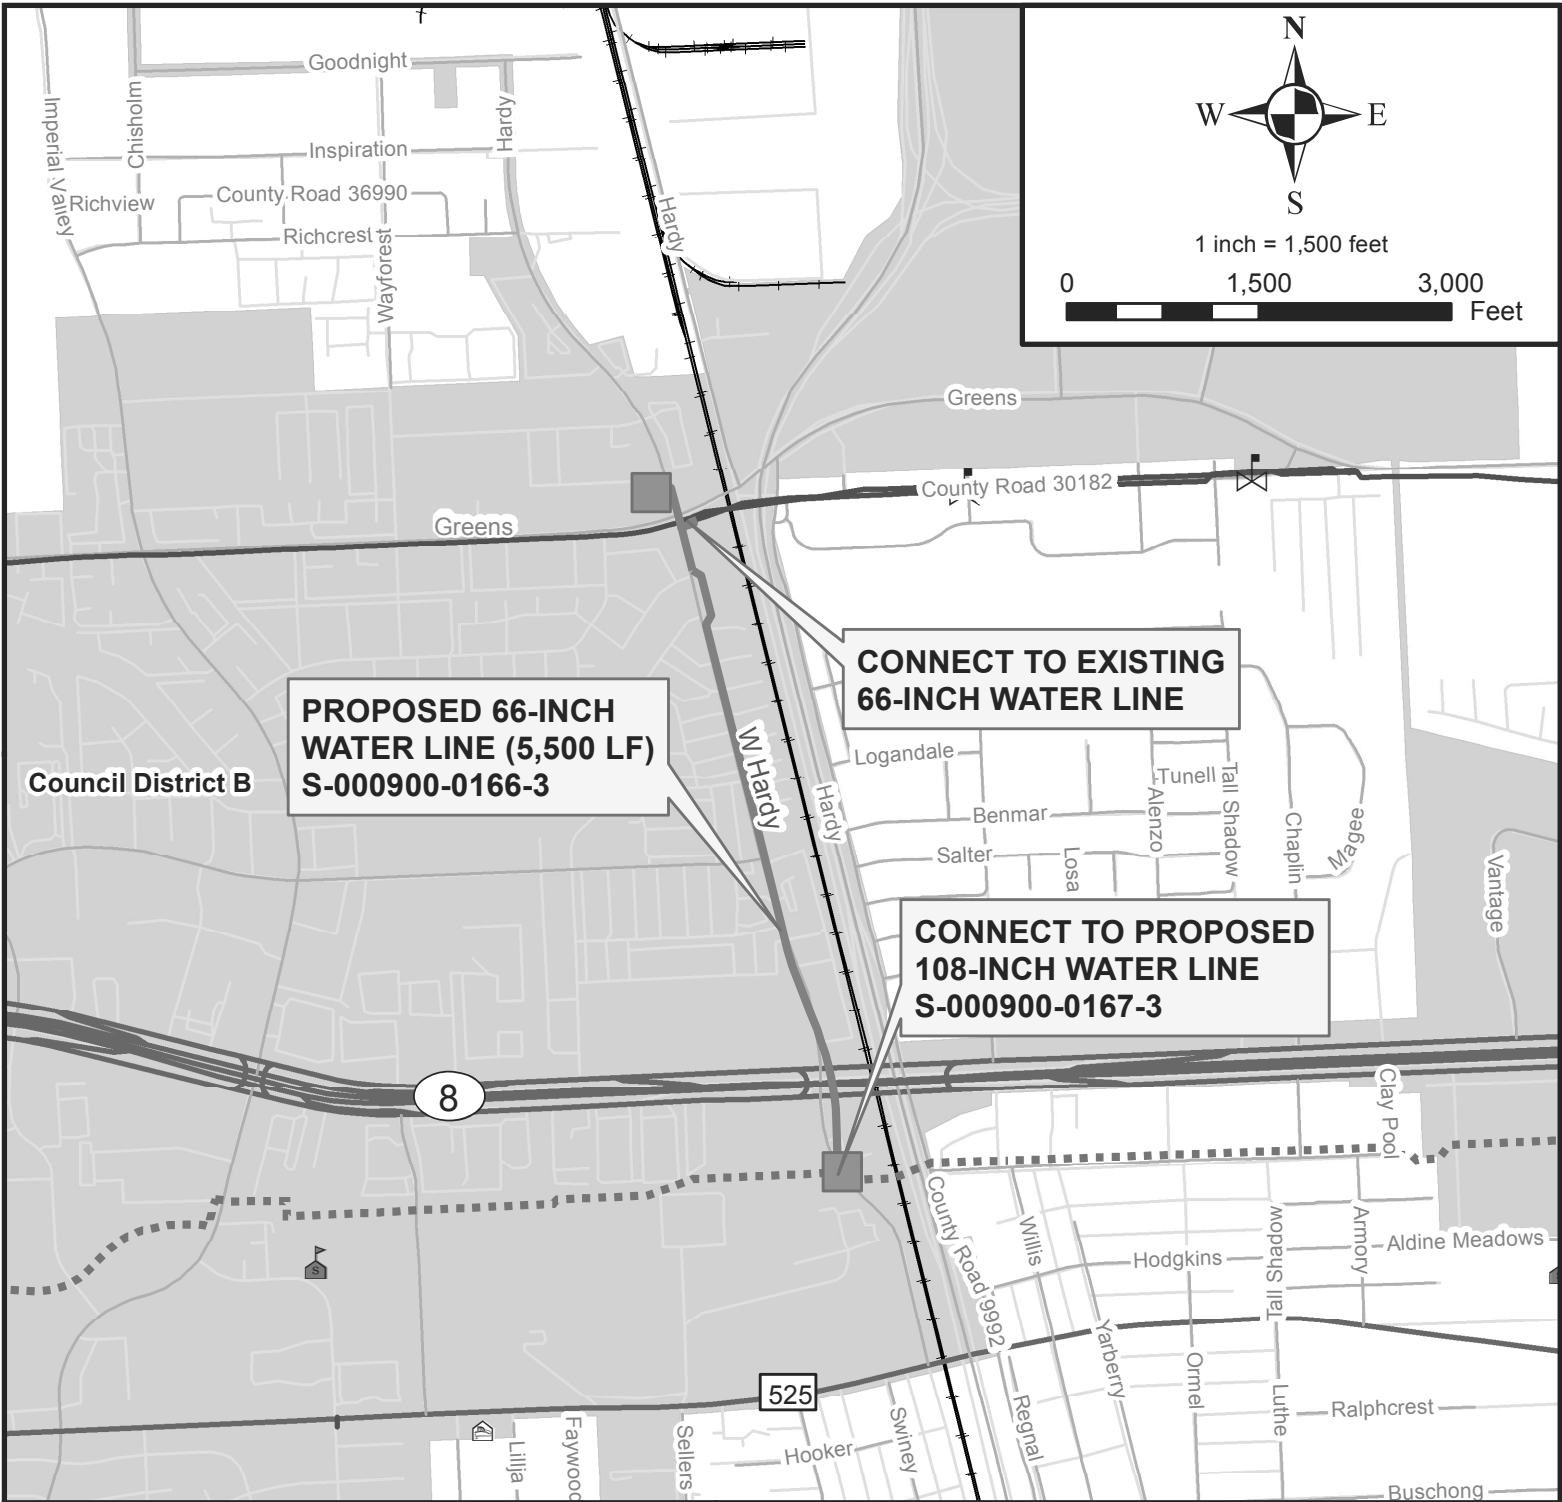 Goodnight
Imperial Valley
Chisholm
Hardy
Inspiration
Richview
County Road 36990
Richcrest
Wayforest
Hardy
N
W
E
S
1 inch = 1,500 feet
0
1,500
3,000
Feet
Greens
County Road 30182
Greens
CONNECT TO EXISTING
66-INCH WATER LINE
PROPOSED 66-INCH
WATER LINE (5,500 LF)
S-000900-0166-3
Council District B
W Hardy
Hardy
Logandale
Tunell
Alenzo
Tall Shadow
Benmar
Chaplin
Magee
Salter
Losa
Vantage
CONNECT TO PROPOSED
108-INCH WATER LINE
S-000900-0167-3
8
Clay Pool
County Road 9992
Willis
Tall Shadow
Armory
Aldine Meadows
Hodgkins
S
Yarberry
Ormel
Luthe
525
Ralphcrest
Regnal
Swiney
Hooker
Sellers
Faywood
Lillja
Buschong